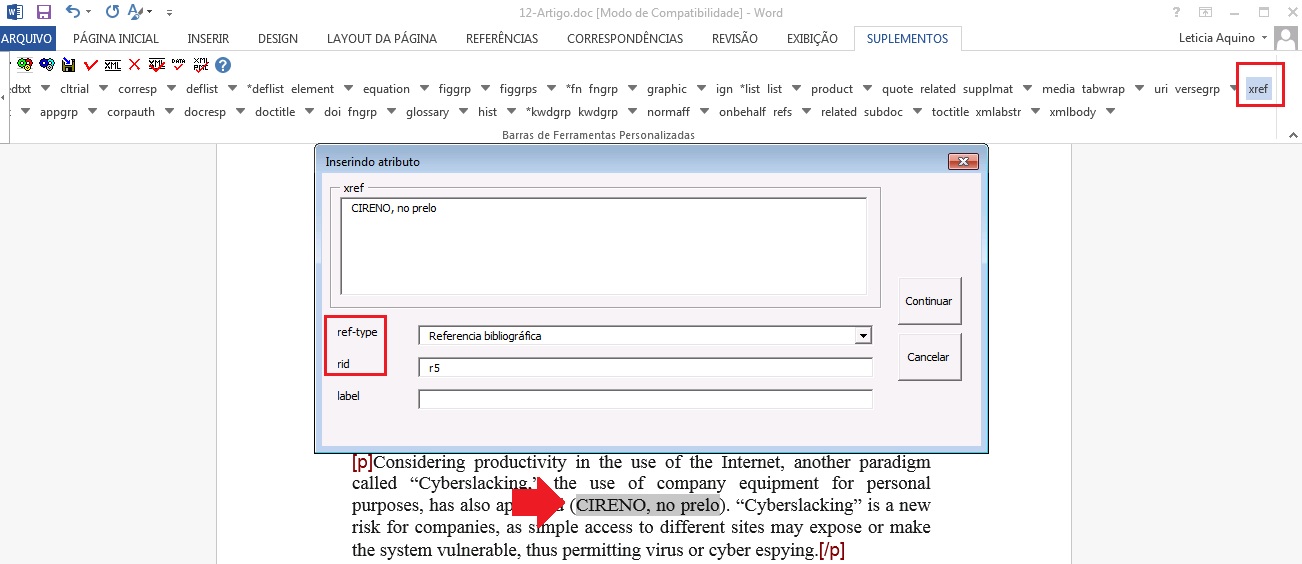 12-Artigo.doc [Modo de Compatibilidade] - Word
ARQUIVO PÁGINA INICIAL INSERIR DESIGN LAYOUT DA PÁGINA REFERÊNCIAS CORRESPONDÊNCIAS REVISÃO EXIBIÇÃO SUPLEMENTOS Leticia Aquino
XML XML DATA XML
edtxt cltrial corresp deflist *deflist element equation figgrp figgrps *fn fngrp graphic ign *list list product quote related supplmat media tabwrap uri versegrp xref
appgrp corpauth docresp doctitle doi fngrp glossary hist *kwdgrp kwdgrp normaff onbehalf refs related subdoc toctitle xmlabstr xmlbody
Barras de Ferramentas Personalizadas
Inserindo atributo
xref
CIRENO, no prelo
Continuar
ref-type Referencia bibliográfica
Cancelar
rid r5
label
[p]Considering productivity in the use of the Internet, another paradigm
called “Cyberslacking,” the use of company equipment for personal
purposes, has also (CIRENO, no prelo). “Cyberslacking” is a new
risk for companies, as simple access to different sites may expose or make
the system vulnerable, thus permitting virus or cyber espying.[/p]